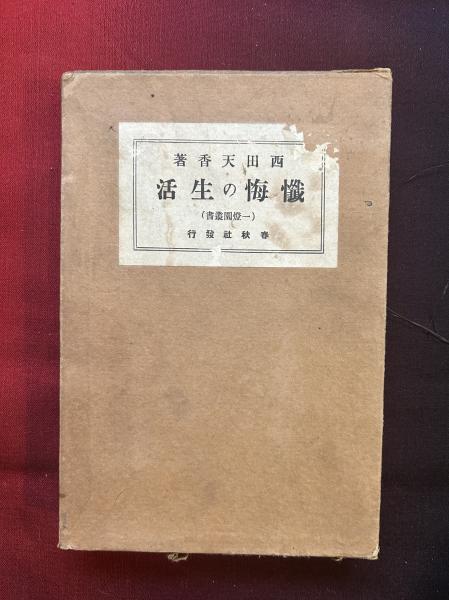 西田天香著
懺悔の生活
(一燈園叢書)
春秋社發行